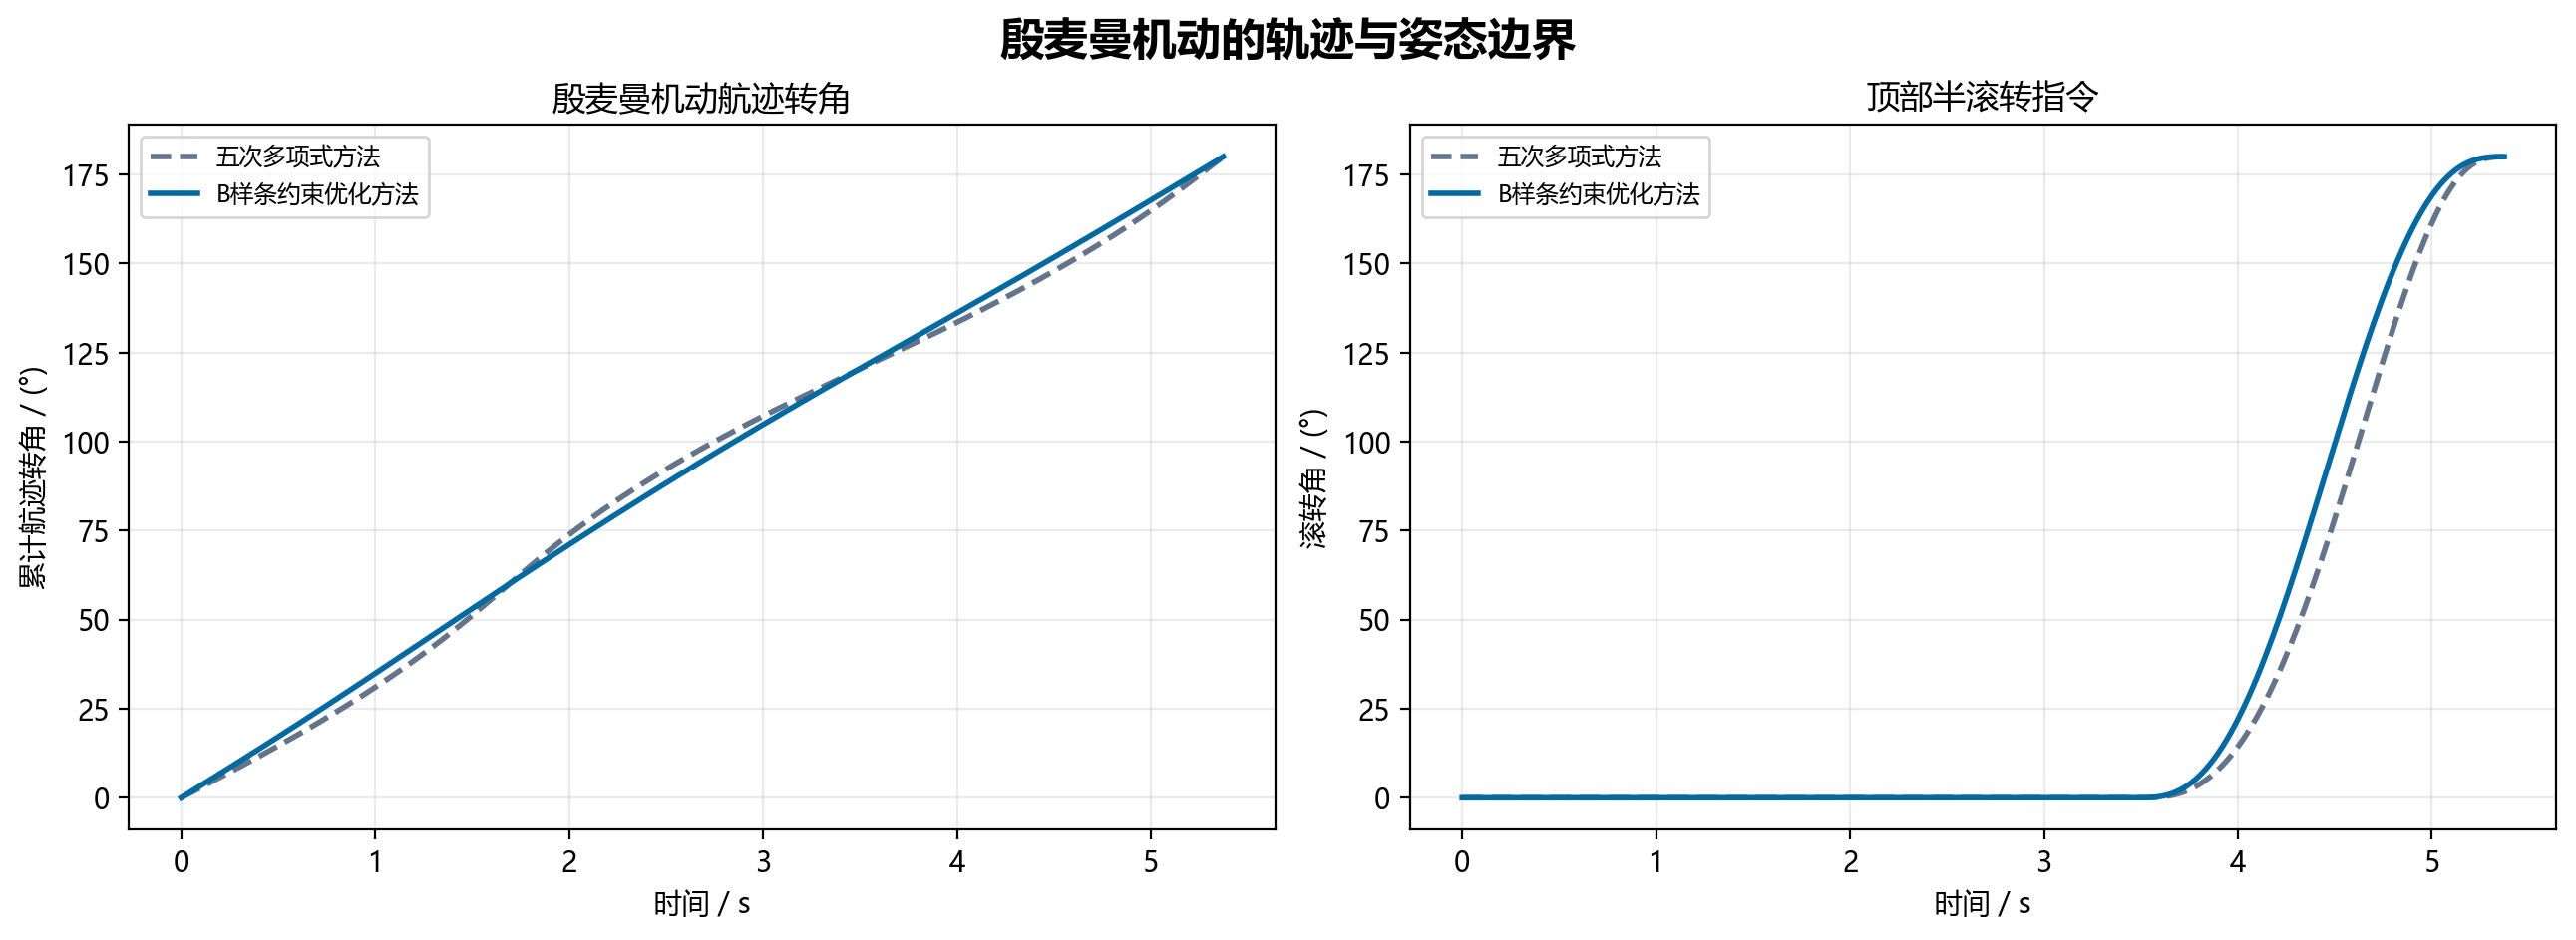 殷麦曼机动的轨迹与姿态边界
殷麦曼机动航迹转角
五次多项式方法
B样条约束优化方法
累计航迹转角 / (°)
175
150
125
100
75
50
25
0
0 1 2 3 4 5
时间 / s
顶部半滚转指令
五次多项式方法
B样条约束优化方法
滚转角 / (°)
175
150
125
100
75
50
25
0
0 1 2 3 4 5
时间 / s